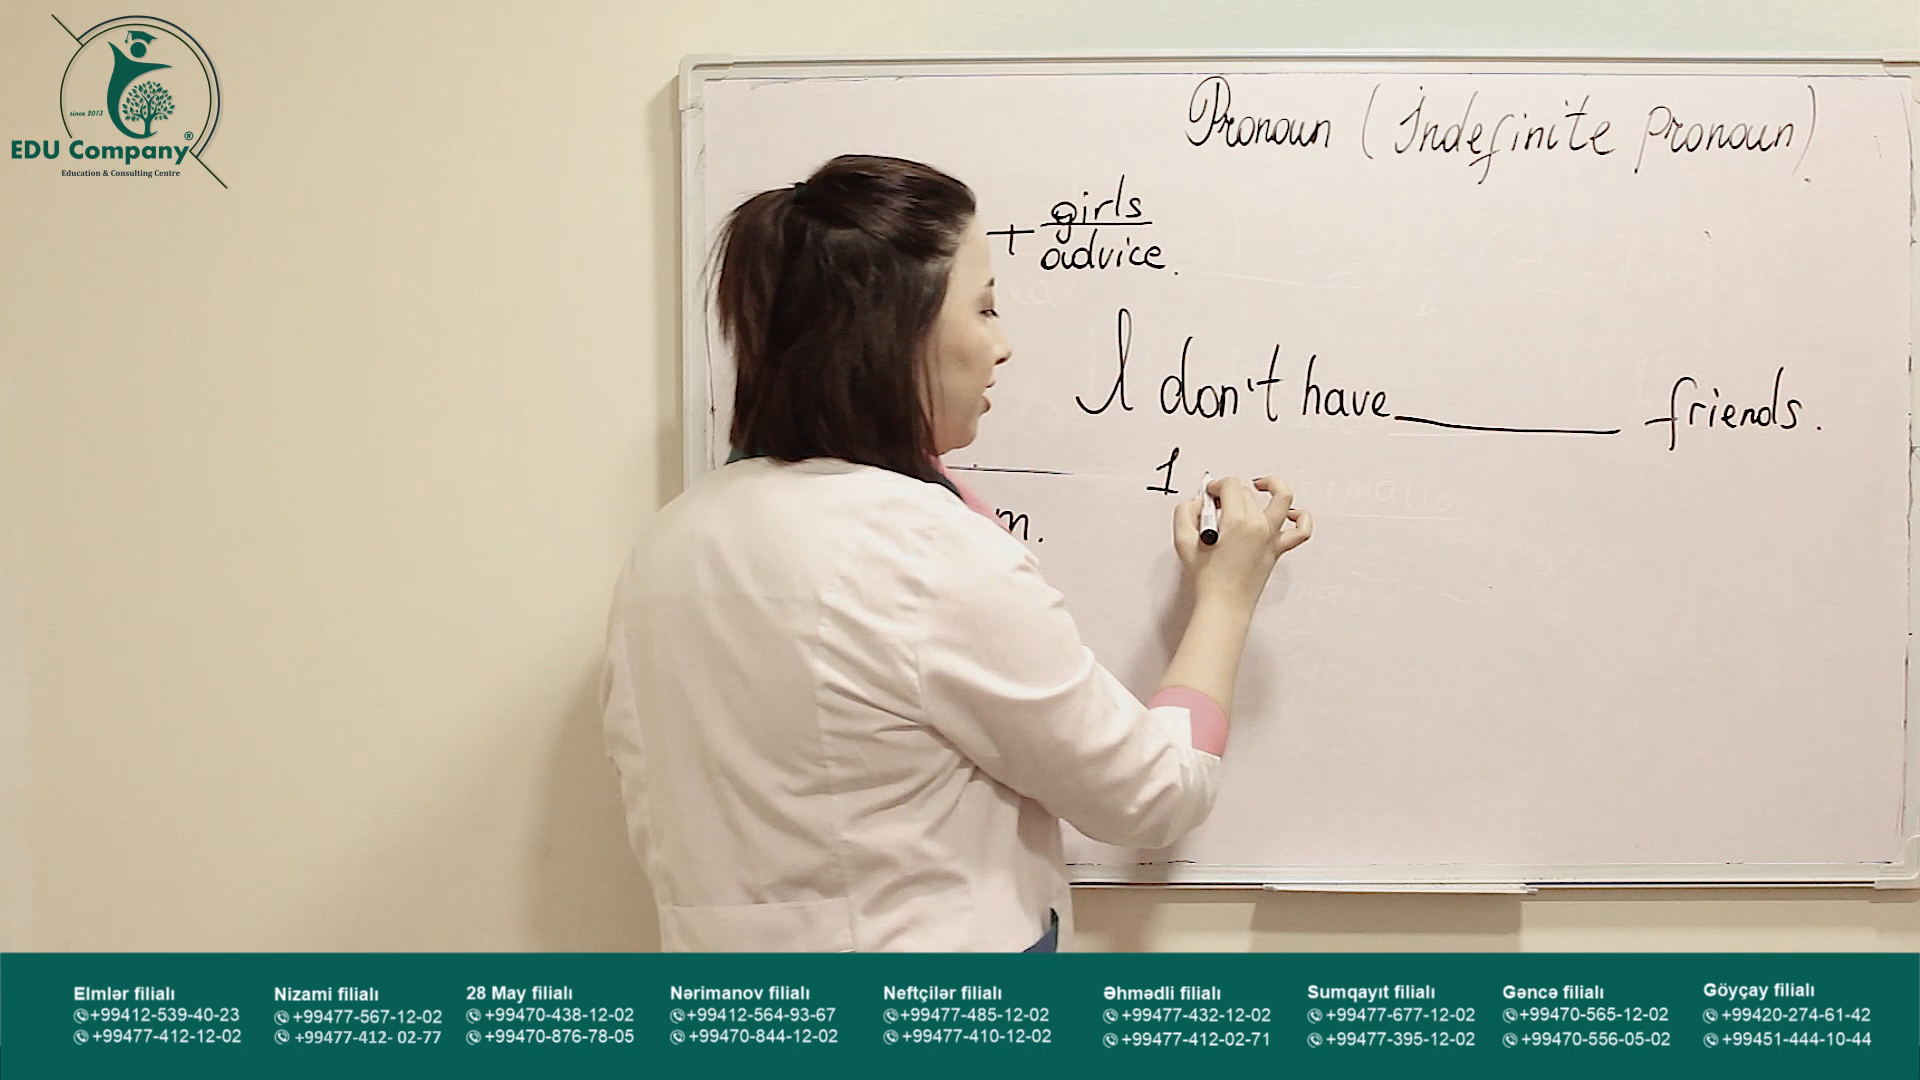 since 2013
EDU Company®
Education & Consulting Centre
Pronoun (Indefinite pronoun).
+ girls
advice.
I don't have ________ friends.
1
m.
Elmlər filialı
+99412-539-40-23
+99477-412-12-02
Nizami filialı
+99477-567-12-02
+99477-412- 02-77
28 May filialı
+99470-438-12-02
+99470-876-78-05
Nərimanov filialı
+99412-564-93-67
+99470-844-12-02
Neftçilər filialı
+99477-485-12-02
+99477-410-12-02
Əhmədli filialı
+99477-432-12-02
+99477-412-02-71
Sumqayıt filialı
+99477-677-12-02
+99477-395-12-02
Gəncə filialı
+99470-565-12-02
+99470-556-05-02
Göyçay filialı
+99420-274-61-42
+99451-444-10-44